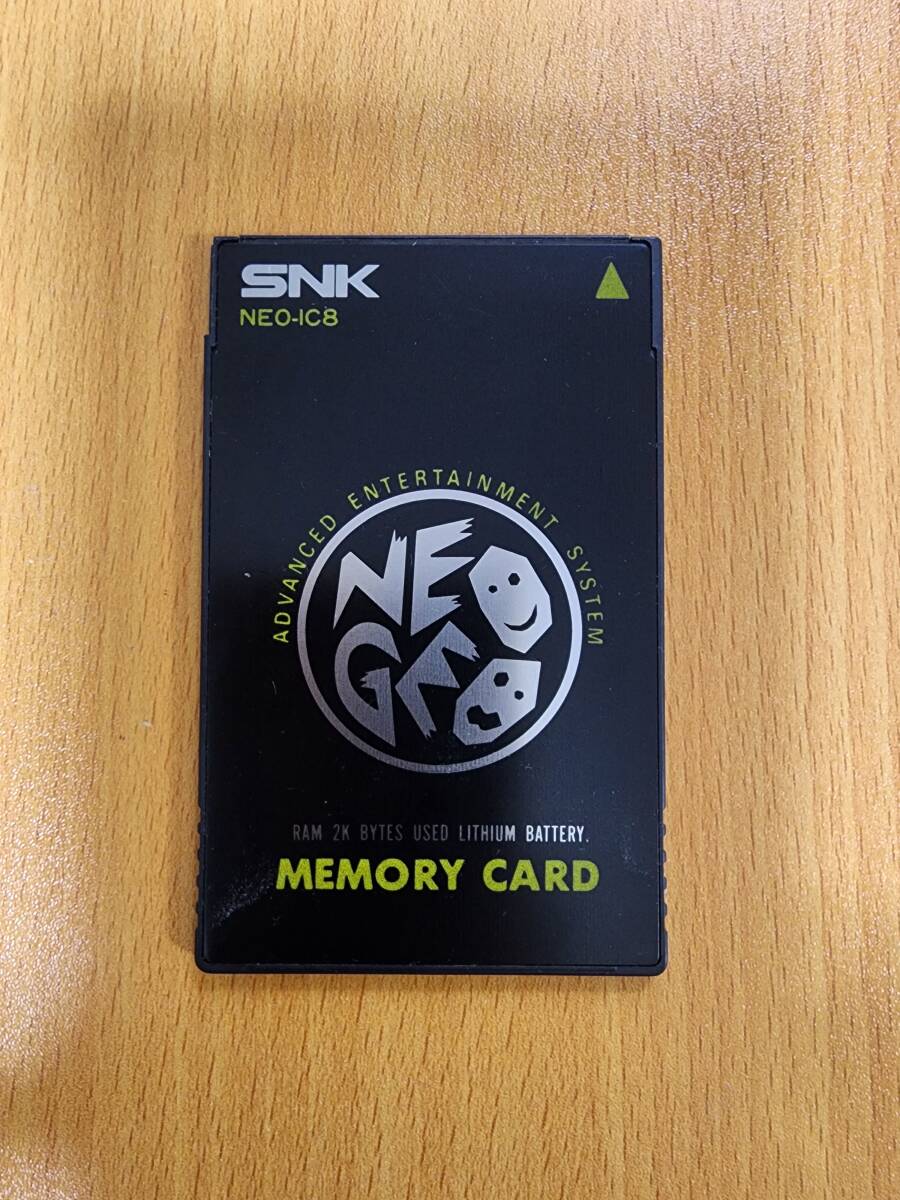 SNK
NEO-IC8
ADVANCED ENTERTAINMENT SYSTEM
NEO
GEO
RAM 2K BYTES USED LITHIUM BATTERY.
MEMORY CARD